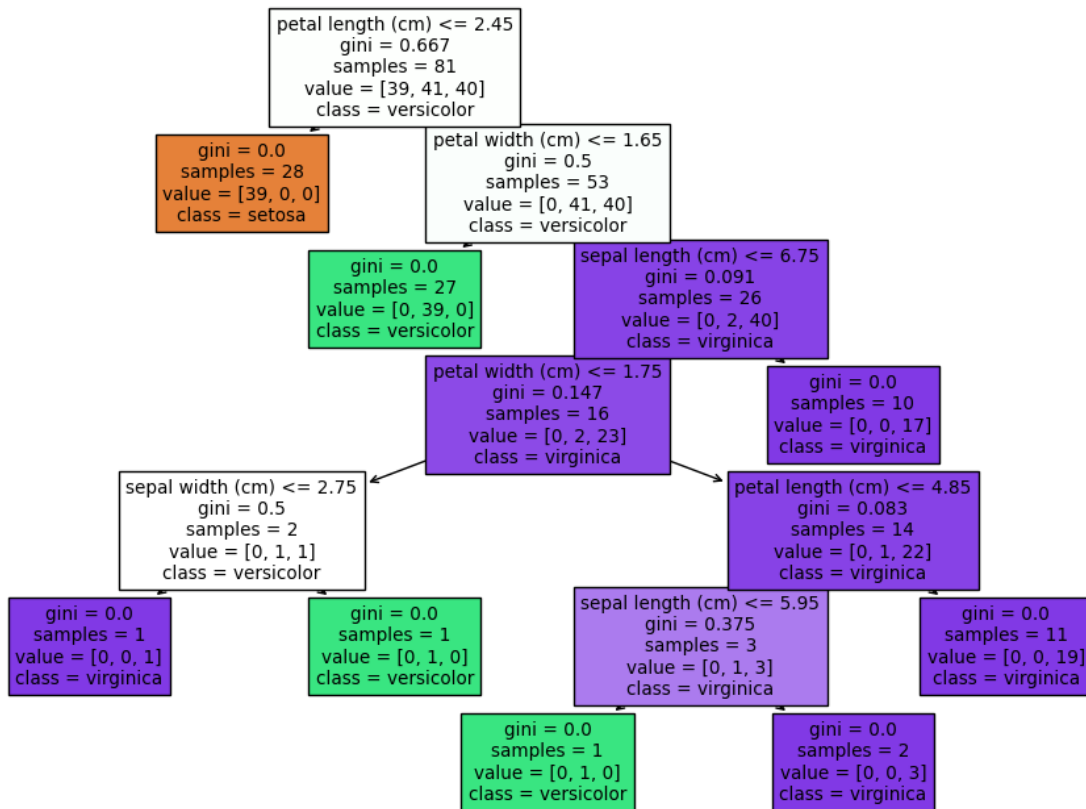 petal length (cm) <= 2.45
gini = 0.667
samples = 81
value = [39, 41, 40]
class = versicolor
gini = 0.0
samples = 28
value = [39, 0, 0]
class = setosa
petal width (cm) <= 1.65
gini = 0.5
samples = 53
value = [0, 41, 40]
class = versicolor
gini = 0.0
samples = 27
value = [0, 39, 0]
class = versicolor
sepal length (cm) <= 6.75
gini = 0.091
samples = 26
value = [0, 2, 40]
class = virginica
petal width (cm) <= 1.75
gini = 0.147
samples = 16
value = [0, 2, 23]
class = virginica
gini = 0.0
samples = 10
value = [0, 0, 17]
class = virginica
sepal width (cm) <= 2.75
gini = 0.5
samples = 2
value = [0, 1, 1]
class = versicolor
petal length (cm) <= 4.85
gini = 0.083
samples = 14
value = [0, 1, 22]
class = virginica
gini = 0.0
samples = 1
value = [0, 0, 1]
class = virginica
gini = 0.0
samples = 1
value = [0, 1, 0]
class = versicolor
sepal length (cm) <= 5.95
gini = 0.375
samples = 3
value = [0, 1, 3]
class = virginica
gini = 0.0
samples = 11
value = [0, 0, 19]
class = virginica
gini = 0.0
samples = 1
value = [0, 1, 0]
class = versicolor
gini = 0.0
samples = 2
value = [0, 0, 3]
class = virginica